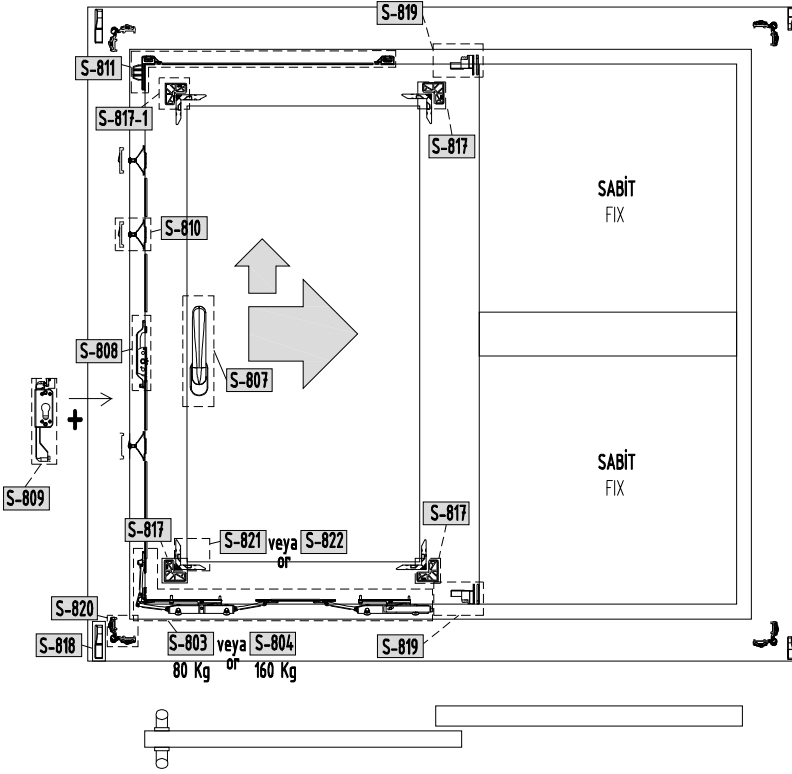 S-819
S-811
S-817-1
S-817
SABİT
FIX
S-810
S-808
S-807
S-809
SABİT
FIX
S-817
S-821 veya S-822
or
S-817
S-820
S-818
S-803 veya S-804
80 Kg or 160 Kg
S-819